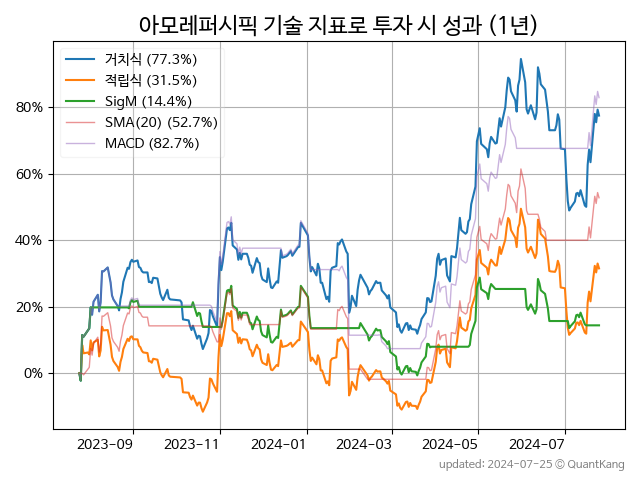 아모레퍼시픽 기술 지표로 투자 시 성과 (1년)
거치식 (77.3%)
적립식 (31.5%)
SigM (14.4%)
SMA(20) (52.7%)
MACD (82.7%)
80%
60%
40%
20%
0%
2023-09 2023-11 2024-01 2024-03 2024-05 2024-07
updated: 2024-07-25 © QuantKang